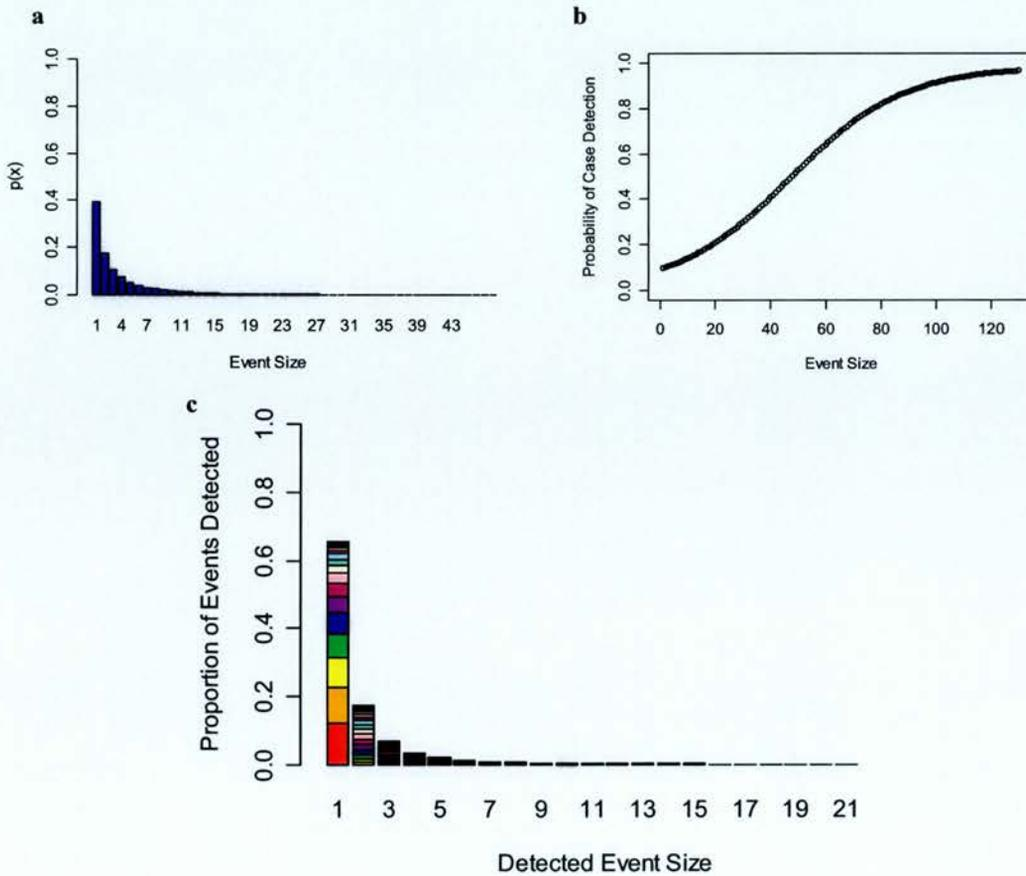 a
p(x)
0.0 0.2 0.4 0.6 0.8 1.0
1 4 7 11 15 19 23 27 31 35 39 43
Event Size
b
Probability of Case Detection
0.0 0.2 0.4 0.6 0.8 1.0
0 20 40 60 80 100 120
Event Size
c
Proportion of Events Detected
0.0 0.2 0.4 0.6 0.8 1.0
1 3 5 7 9 11 13 15 17 19 21
Detected Event Size